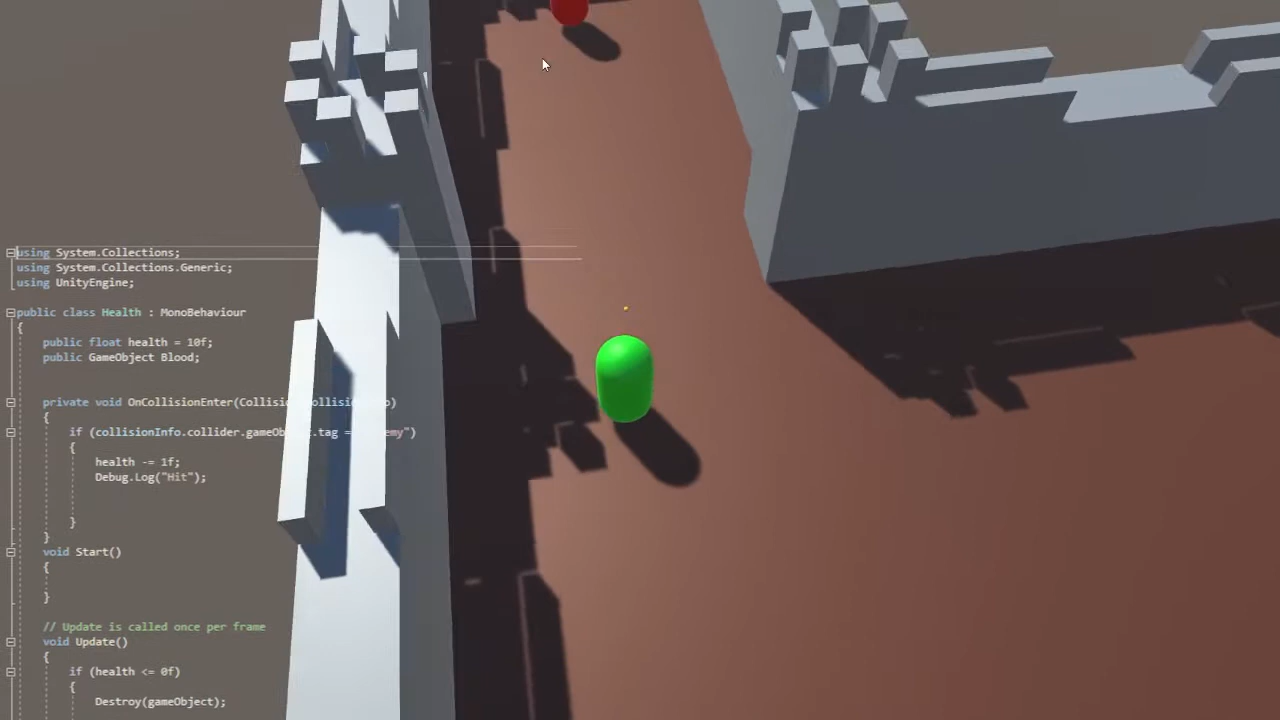 using System.Collections;
using System.Collections.Generic;
using UnityEngine;
public class Health : MonoBehaviour
{
public float health = 10f;
public GameObject Blood;
private void OnCollisionEnter(Collision
{
if (collisionInfo.collider.gameOb .tag =
{
health -= 1f;
Debug.Log("Hit");
}
}
void Start()
{
}
// Update is called once per frame
void Update()
{
if (health <= 0f)
{
Destroy(gameObject);